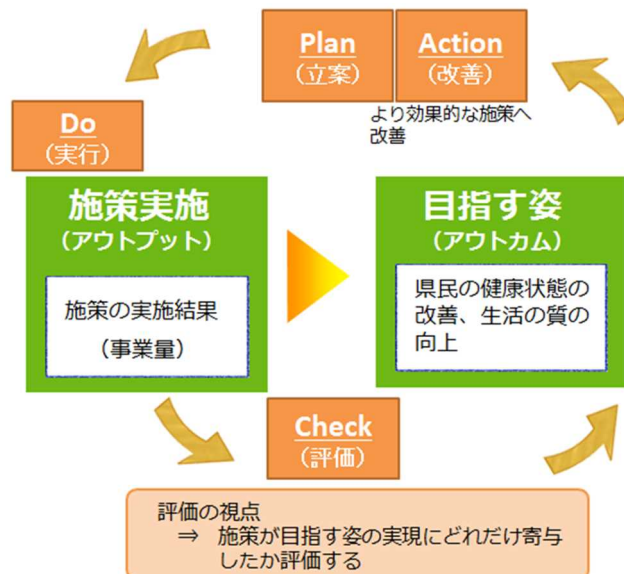 Plan
(立案)
Action
(改善)
より効果的な施策へ
改善
Do
(実行)
施策実施
(アウトプット)
施策の実施結果
(事業量)
目指す姿
(アウトカム)
県民の健康状態の
改善、生活の質の
向上
Check
(評価)
評価の視点
⇒ 施策が目指す姿の実現にどれだけ寄与
したか評価する